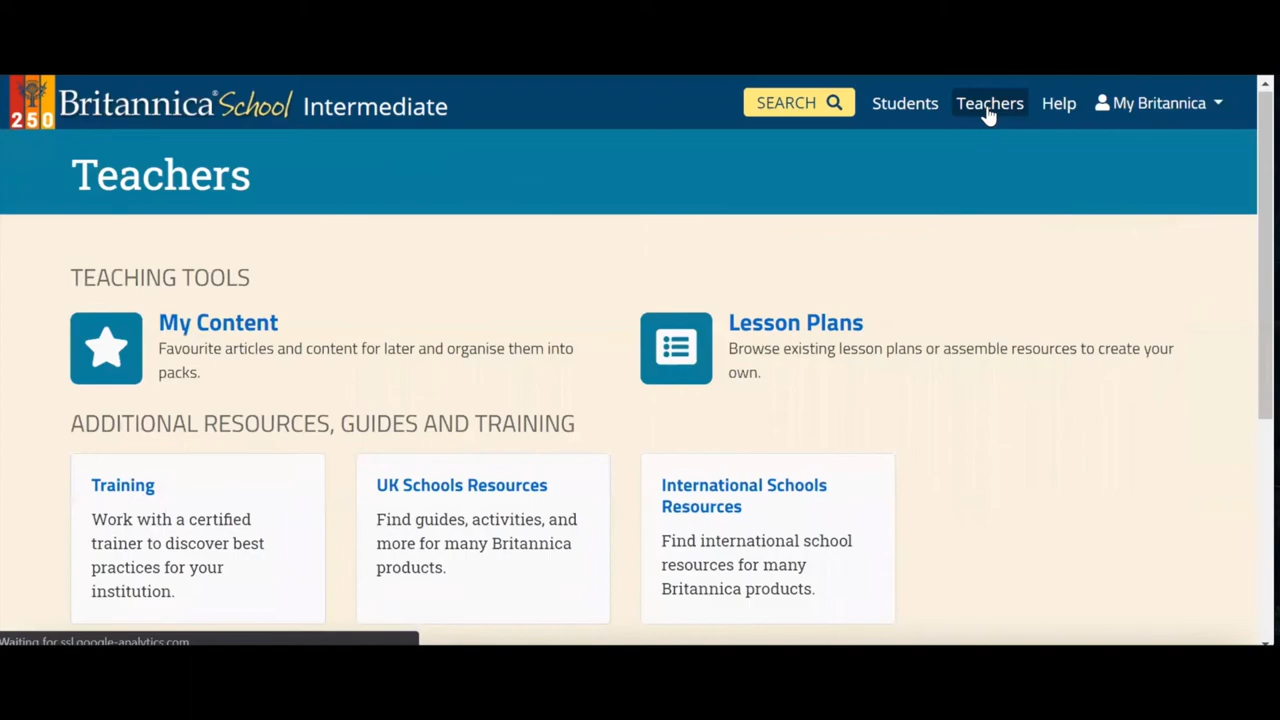 250 Britannica® School Intermediate SEARCH Students Teachers Help My Britannica
Teachers
TEACHING TOOLS
My Content
Favourite articles and content for later and organise them into
packs.
Lesson Plans
Browse existing lesson plans or assemble resources to create your
own.
ADDITIONAL RESOURCES, GUIDES AND TRAINING
Training
Work with a certified
trainer to discover best
practices for your
institution.
UK Schools Resources
Find guides, activities, and
more for many Britannica
products.
International Schools
Resources
Find international school
resources for many
Britannica products.
Waiting for ssl.google-analytics.com